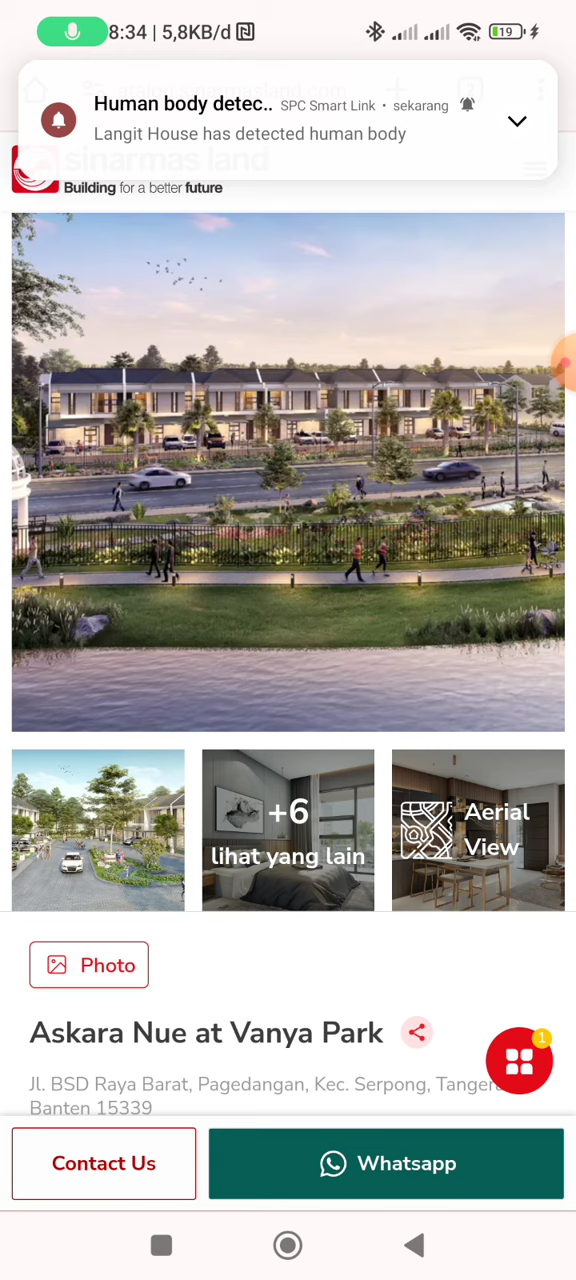 8:34 | 5,8KB/d
19
Human body detec.. SPC Smart Link • sekarang
Langit House has detected human body
sinarmas land
Building for a better future
+6
lihat yang lain
Aerial
View
Photo
Askara Nue at Vanya Park
1
Jl. BSD Raya Barat, Pagedangan, Kec. Serpong,
Banten 15339
Contact Us
Whatsapp